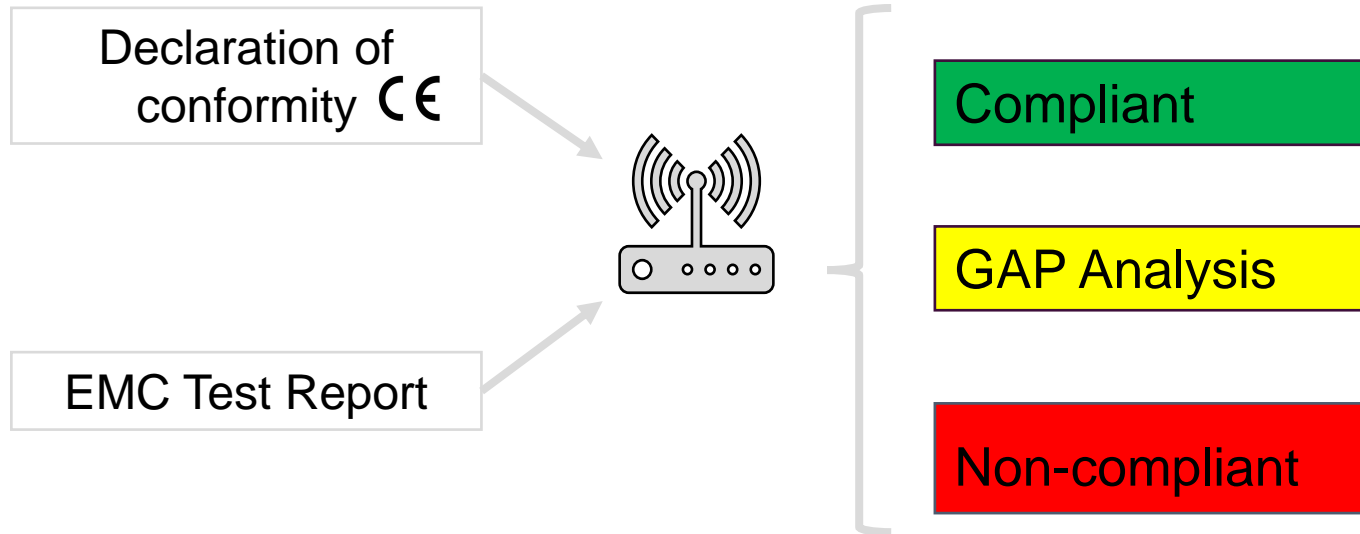 Declaration of
conformity CE
EMC Test Report
Compliant
GAP Analysis
Non-compliant